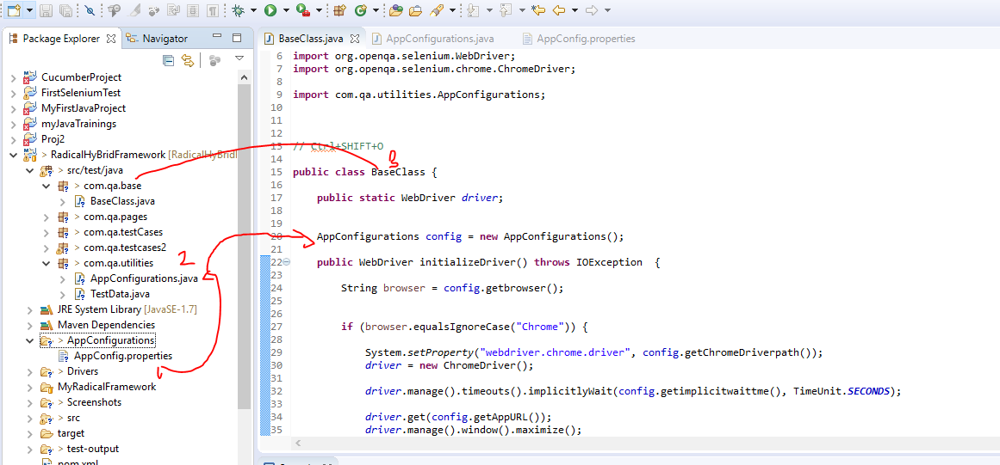 Package Explorer
Navigator
BaseClass.java
AppConfigurations.java
AppConfig.properties
CucumberProject
FirstSeleniumTest
MyFirstJavaProject
myJavaTrainings
Proj2
> RadicalHyBridFramework [RadicalHyBrid
> src/test/java
> com.qa.base
BaseClass.java
> com.qa.pages
> com.qa.testCases
> com.qa.testcases2
> com.qa.utilities
2
AppConfigurations.java
TestData.java
JRE System Library [JavaSE-1.7]
Maven Dependencies
> AppConfigurations
AppConfig.properties
1
> Drivers
MyRadicalFramework
> Screenshots
> src
target
> test-output
pom.xml
6 import org.openqa.selenium.WebDriver;
7 import org.openqa.selenium.chrome.ChromeDriver;
8
9 import com.qa.utilities.AppConfigurations;
10
11
12
13 // Ctrl+SHIFT+O
14
3
15 public class BaseClass {
16
17 public static WebDriver driver;
18
19
20 AppConfigurations config = new AppConfigurations();
21
22 public WebDriver initializeDriver() throws IOException {
23
24 String browser = config.getbrowser();
25
26
27 if (browser.equalsIgnoreCase("Chrome")) {
28
29 System.setProperty("webdriver.chrome.driver", config.getChromeDriverpath());
30 driver = new ChromeDriver();
31
32 driver.manage().timeouts().implicitlyWait(config.getimplicitwaittme(), TimeUnit.SECONDS);
33
34 driver.get(config.getAppURL());
35 driver.manage().window().maximize();